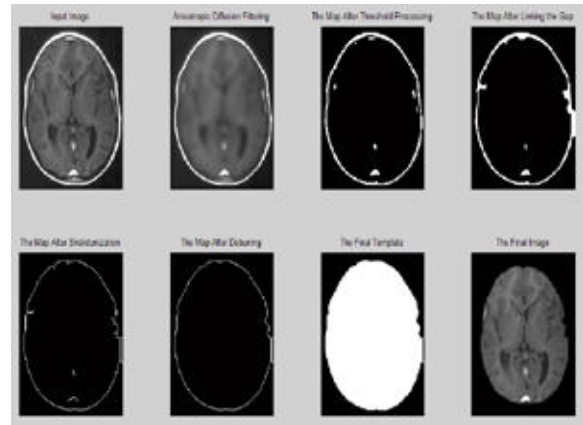 Input Image
Anisotropic Diffusion Filtering
The Map After Threshold Processing
The Map After Linking the Gap
The Map After Skeletonization
The Map After Deburring
The Final Template
The Final Image